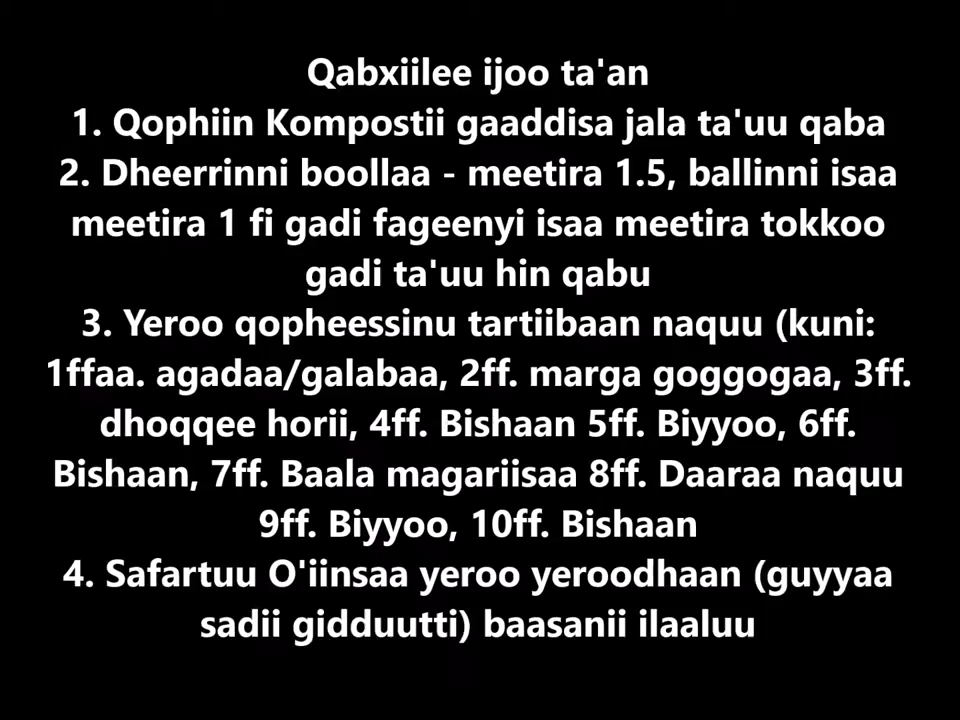 Qabxiilee ijoo ta'an
1. Qophiin Kompostii gaaddisa jala ta'uu qaba
2. Dheerrinni boollaa - meetira 1.5, ballinni isaa
meetira 1 fi gadi fageenyi isaa meetira tokkoo
gadi ta'uu hin qabu
3. Yeroo qopheessinu tartiibaan naquu (kuni:
1ffaa. agadaa/galabaa, 2ff. marga goggogaa, 3ff.
dhoqqee horii, 4ff. Bishaan 5ff. Biyyoo, 6ff.
Bishaan, 7ff. Baala magariisaa 8ff. Daaraa naquu
9ff. Biyyoo, 10ff. Bishaan
4. Safartuu O'iinsaa yeroo yeroodhaan (guyyaa
sadii gidduutti) baasanii ilaaluu